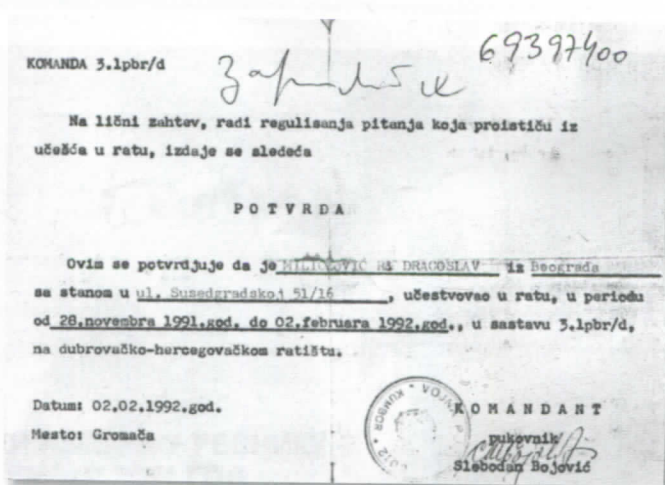 69397400
KOMANDA 3.lpbr/d
Na lični zahtev, radi regulisanja pitanja koja proističu iz
učešća u ratu, izdaje se sledeća
P O T V R D A
Ovim se potvrdjuje da je DRAGOSLAV iz Beograda
sa stanom u ul. Susedgradskoj 51/16, učestvovao u ratu, u periodu
od 28.novembra 1991.god. do 02.februara 1992.god., u sastavu 3.lpbr/d,
na dubrovačko-hercegovačkom ratištu.
Datum: 02.02.1992.god.
Mesto: Gromača
K O M A N D A N T
pukovnik
Slobodan Bojović